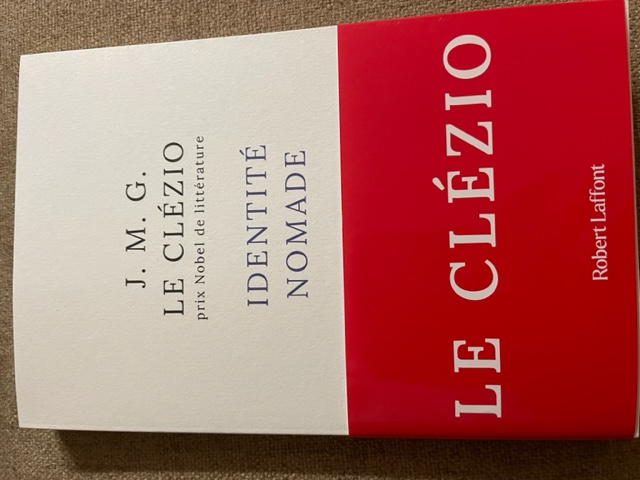 J. M. G.
LE CLÉZIO
prix Nobel de littérature
IDENTITÉ
NOMADE
LE CLÉZIO
Robert Laffont